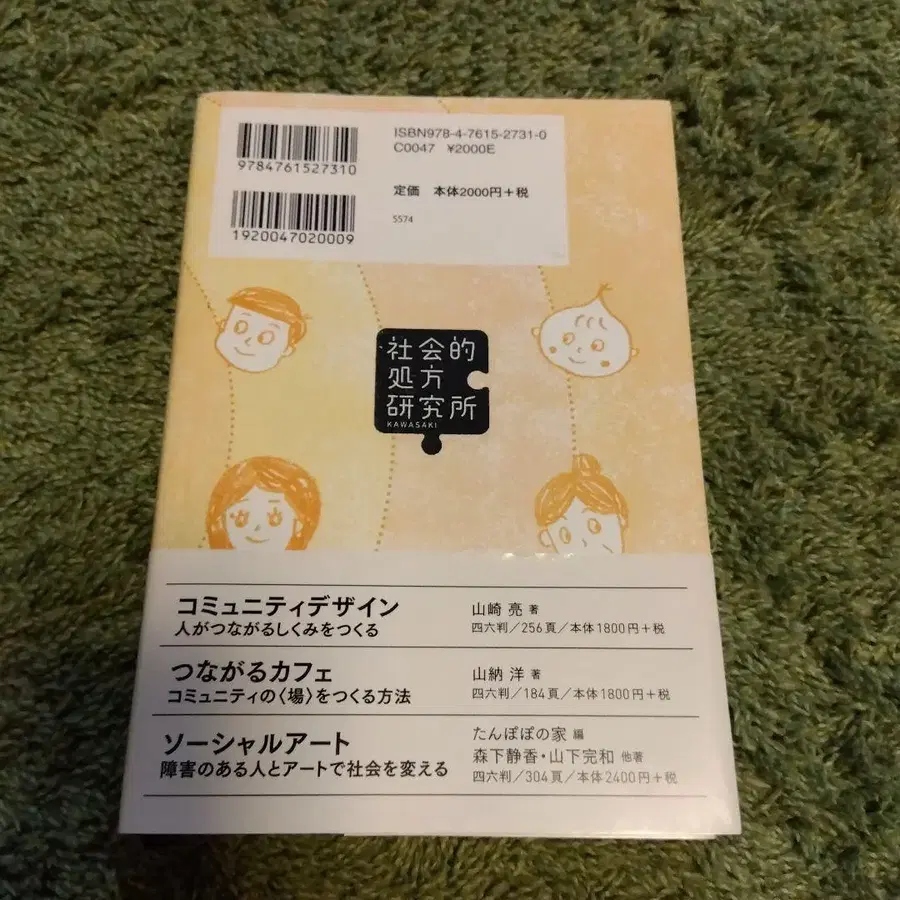 ISBN978-4-7615-2731-0
C0047 ¥2000E
9784761527310
定価 本体2000円+税
5574
1920047020009
社会的
処方
研究所
KAWASAKI
コミュニティデザイン
人がつながるしくみをつくる
山崎 亮 著
四六判/256頁/本体1800円+税
つながるカフェ
コミュニティの〈場〉をつくる方法
山納 洋 著
四六判/184頁/本体1800円+税
ソーシャルアート
障害のある人とアートで社会を変える
たんぽぽの家 編
森下静香・山下完和 他著
四六判/304頁/本体2400円+税